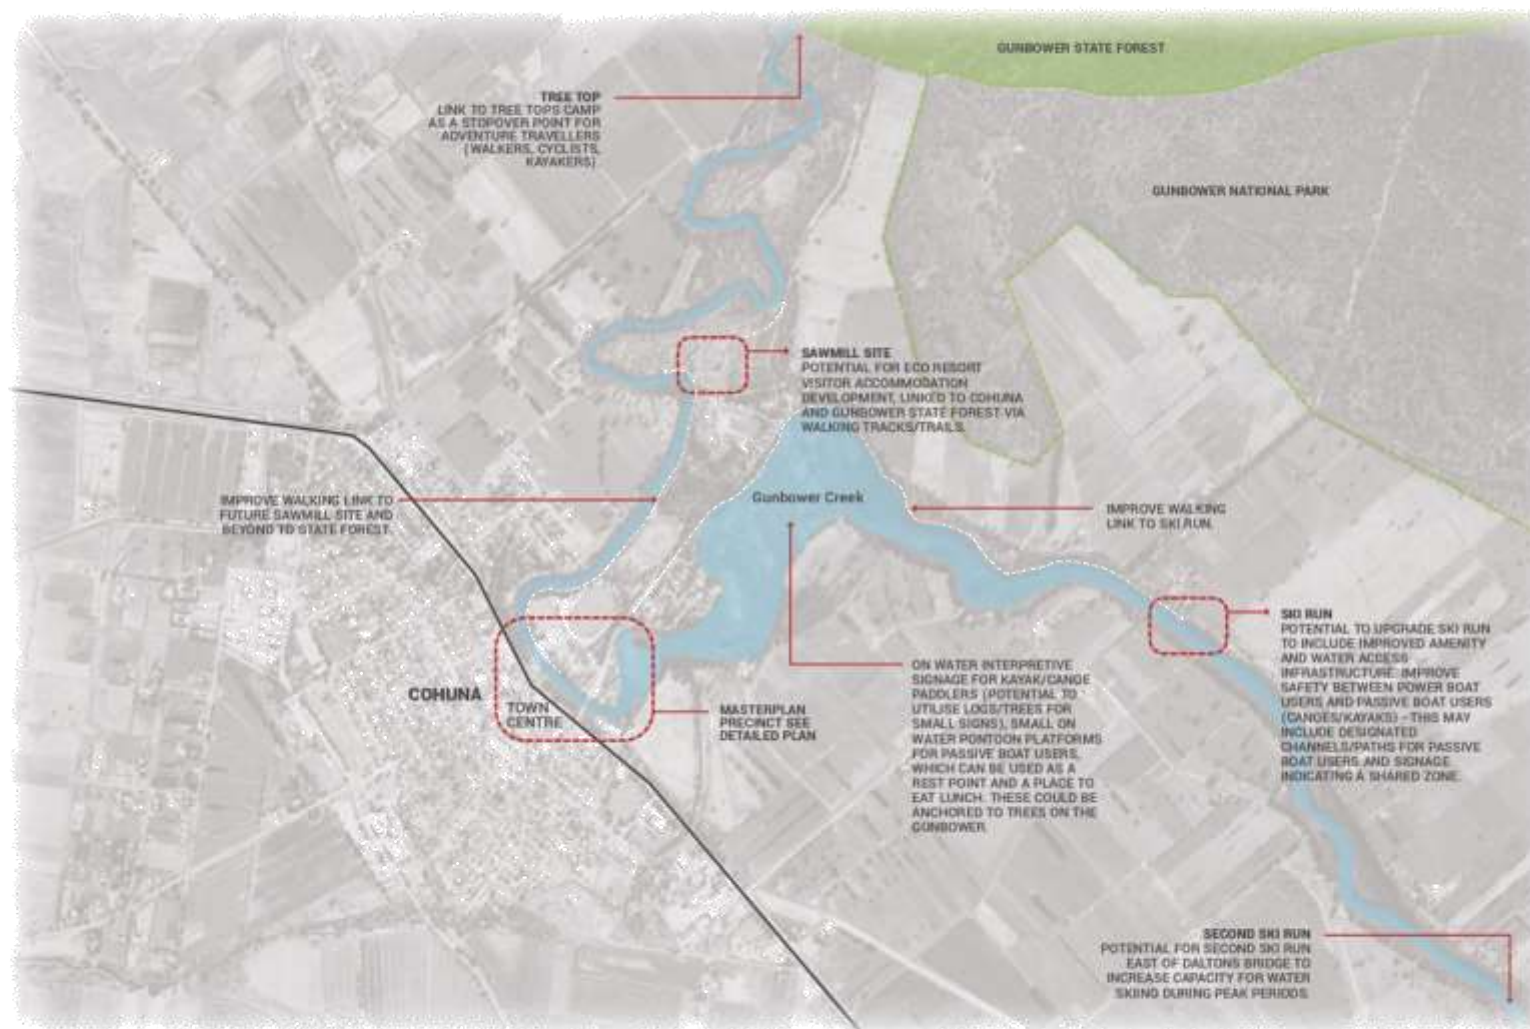 GUNBOWER STATE FOREST
TREE TOP
LINK TO TREE TOPS CAMP
AS A STOPOVER POINT FOR
ADVENTURE TRAVELLERS
(WALKERS, CYCLISTS,
KAYAKERS)
GUNBOWER NATIONAL PARK
SAWMILL SITE
POTENTIAL FOR ECO RESORT
VISITOR ACCOMMODATION
DEVELOPMENT, LINKED TO COHUNA
AND GUNBOWER STATE FOREST VIA
WALKING TRACKS/TRAILS.
IMPROVE WALKING LINK TO
FUTURE SAWMILL SITE AND
BEYOND TO STATE FOREST.
Gunbower Creek
IMPROVE WALKING
LINK TO SKI RUN.
SKI RUN
POTENTIAL TO UPGRADE SKI RUN
TO INCLUDE IMPROVED AMENITY
AND WATER ACCESS
INFRASTRUCTURE. IMPROVE
SAFETY BETWEEN POWER BOAT
USERS AND PASSIVE BOAT USERS
(CANOES/KAYAKS) - THIS MAY
INCLUDE DESIGNATED
CHANNELS/PATHS FOR PASSIVE
BOAT USERS AND SIGNAGE
INDICATING A SHARED ZONE.
COHUNA
TOWN
CENTRE
MASTERPLAN
PRECINCT SEE
DETAILED PLAN
ON WATER INTERPRETIVE
SIGNAGE FOR KAYAK/CANOE
PADDLERS (POTENTIAL TO
UTILISE LOGS/TREES FOR
SMALL SIGNS), SMALL ON
WATER PONTOON PLATFORMS
FOR PASSIVE BOAT USERS,
WHICH CAN BE USED AS A
REST POINT AND A PLACE TO
EAT LUNCH. THESE COULD BE
ANCHORED TO TREES ON THE
GUNBOWER
SECOND SKI RUN
POTENTIAL FOR SECOND SKI RUN
EAST OF DALTONS BRIDGE TO
INCREASE CAPACITY FOR WATER
SKIING DURING PEAK PERIODS.